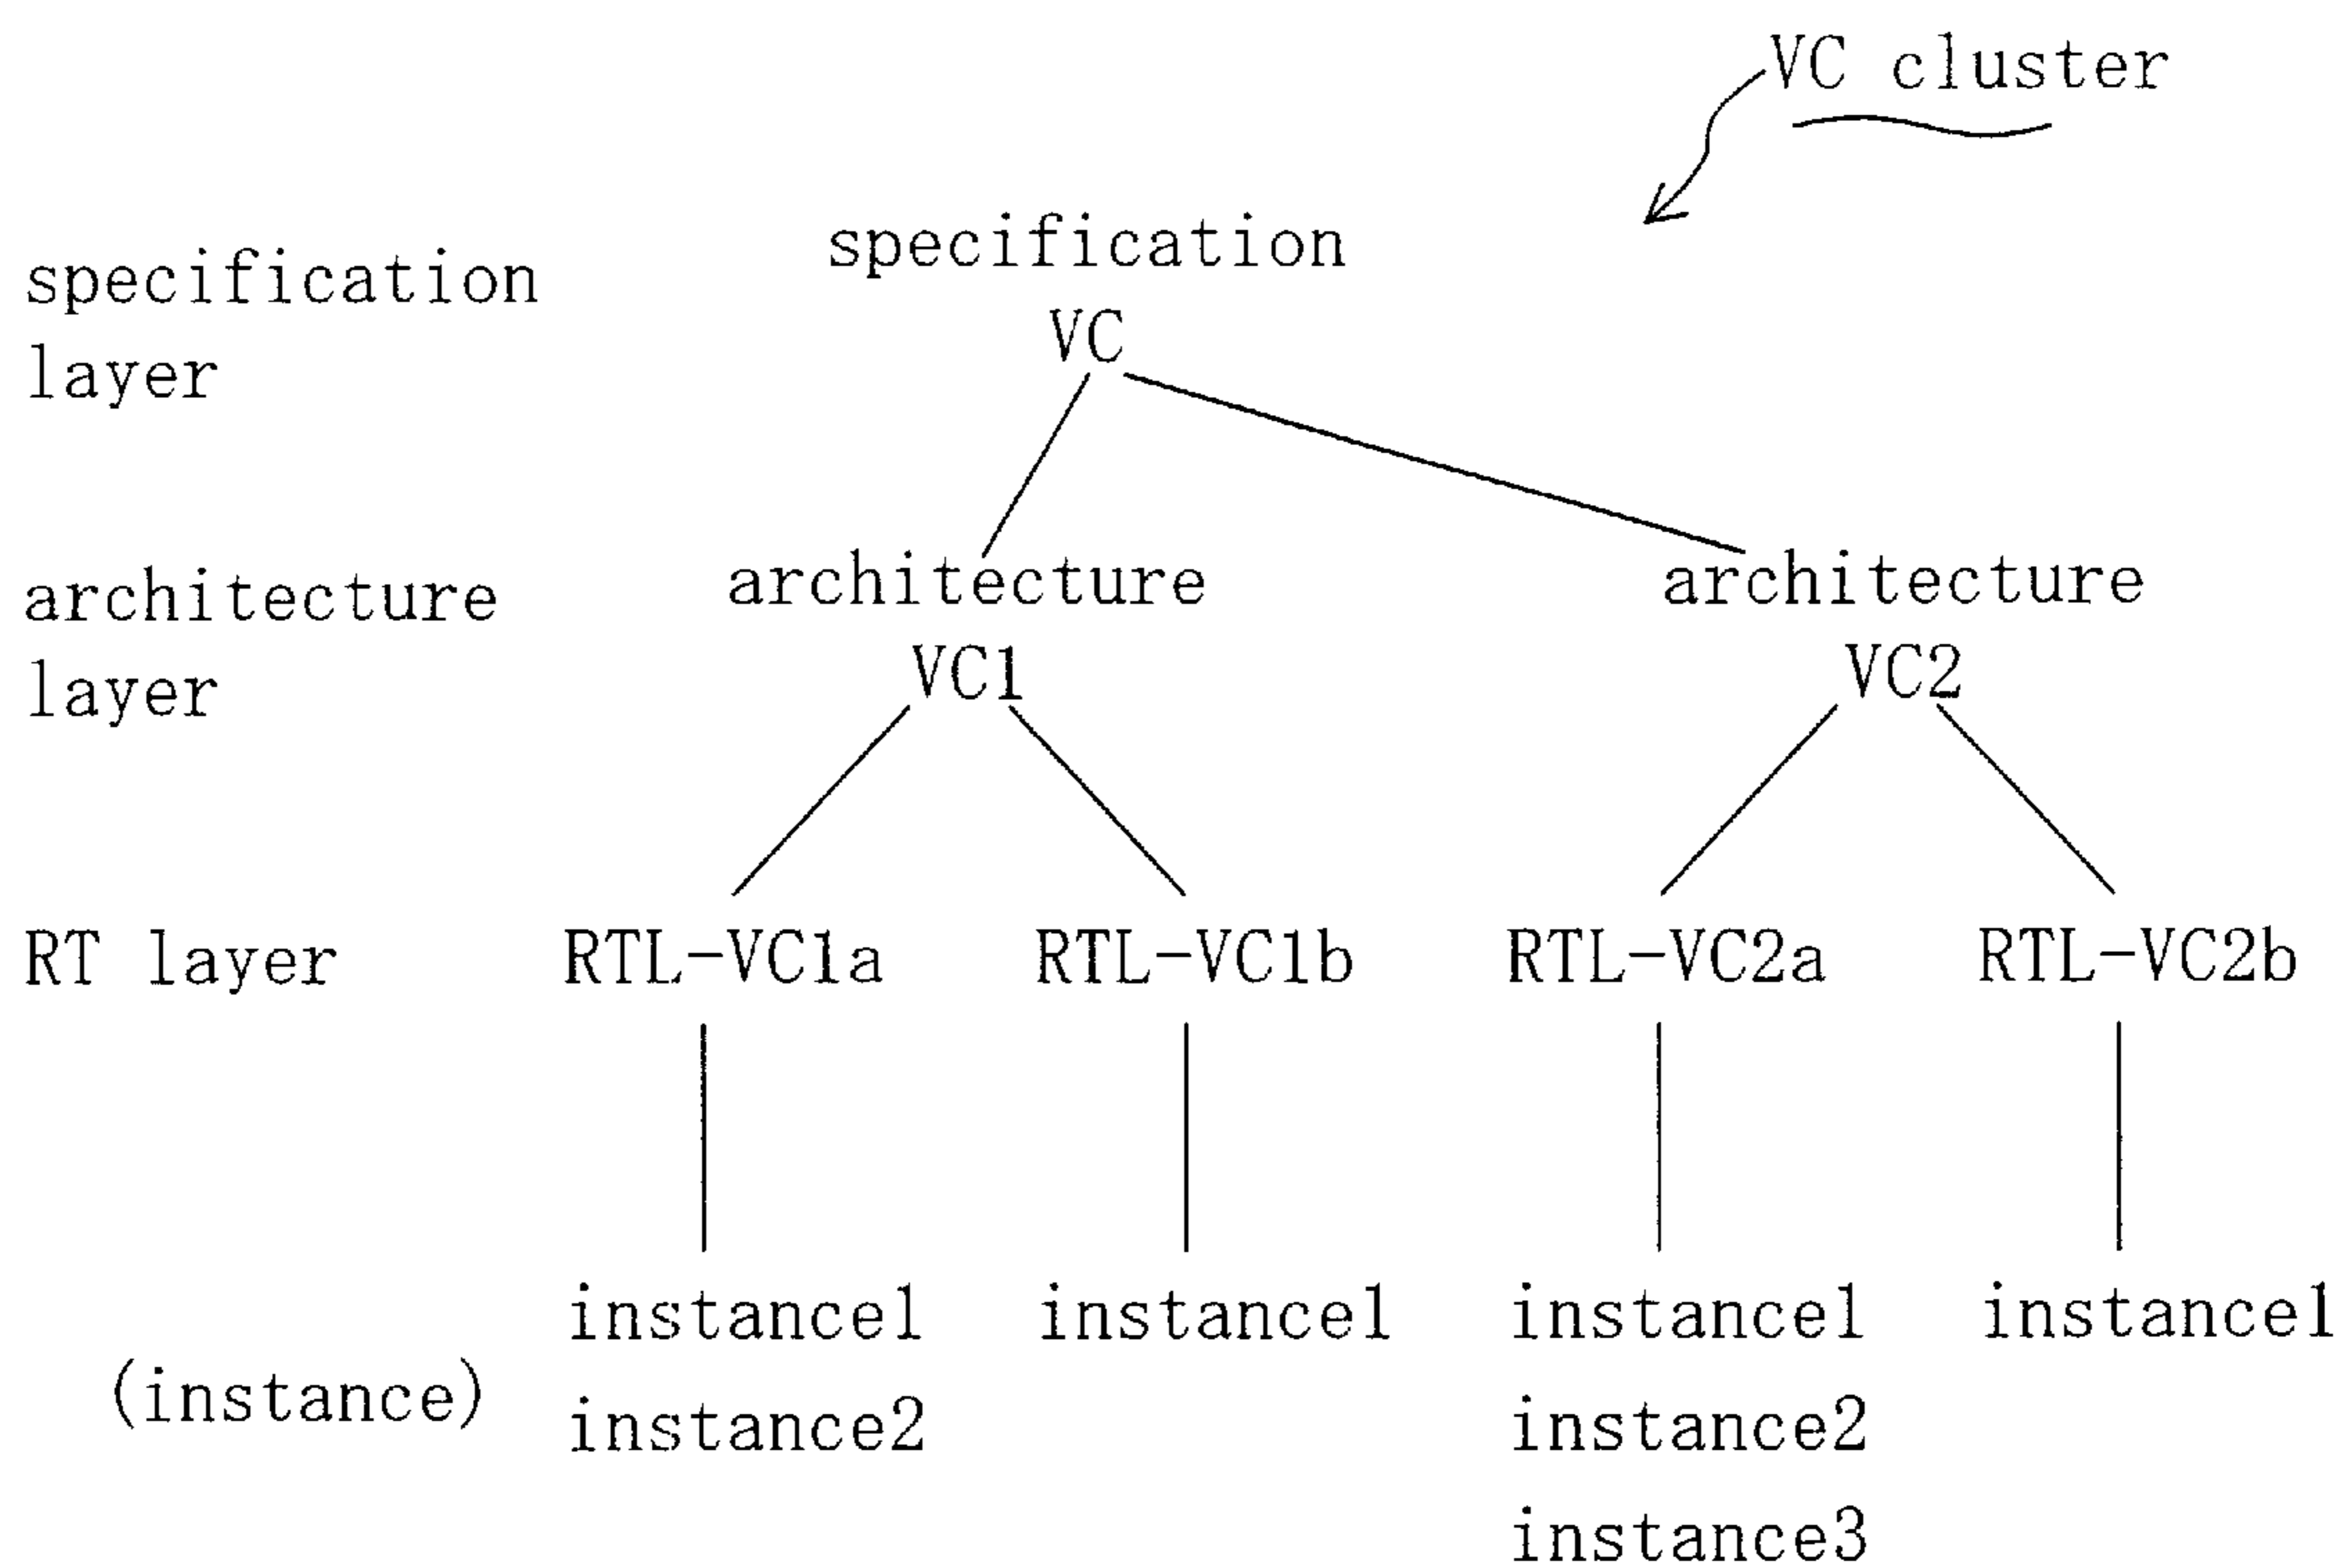 VC cluster
specification
layer
specification
VC
architecture
layer
architecture
VC1
architecture
VC2
RT layer
RTL-VC1a
RTL-VC1b
RTL-VC2a
RTL-VC2b
(instance)
instance1
instance2
instance1
instance1
instance2
instance3
instance1